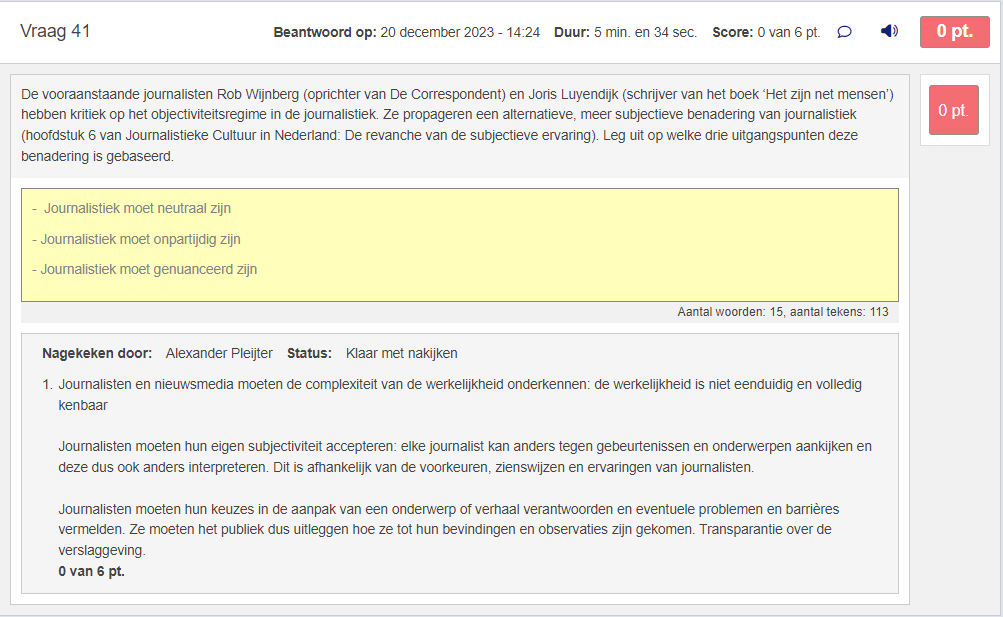 Vraag 41
Beantwoord op: 20 december 2023 - 14:24 Duur: 5 min. en 34 sec. Score: 0 van 6 pt.
0 pt.
De vooraanstaande journalisten Rob Wijnberg (oprichter van De Correspondent) en Joris Luyendijk (schrijver van het boek ‘Het zijn net mensen’)
hebben kritiek op het objectiviteitsregime in de journalistiek. Ze propageren een alternatieve, meer subjectieve benadering van journalistiek
(hoofdstuk 6 van Journalistieke Cultuur in Nederland: De revanche van de subjectieve ervaring). Leg uit op welke drie uitgangspunten deze
benadering is gebaseerd.
0 pt.
- Journalistiek moet neutraal zijn
- Journalistiek moet onpartijdig zijn
- Journalistiek moet genuanceerd zijn
Aantal woorden: 15, aantal tekens: 113
Nagekeken door: Alexander Pleijter Status: Klaar met nakijken
1. Journalisten en nieuwsmedia moeten de complexiteit van de werkelijkheid onderkennen: de werkelijkheid is niet eenduidig en volledig
kenbaar
Journalisten moeten hun eigen subjectiviteit accepteren: elke journalist kan anders tegen gebeurtenissen en onderwerpen aankijken en
deze dus ook anders interpreteren. Dit is afhankelijk van de voorkeuren, zienswijzen en ervaringen van journalisten.
Journalisten moeten hun keuzes in de aanpak van een onderwerp of verhaal verantwoorden en eventuele problemen en barrières
vermelden. Ze moeten het publiek dus uitleggen hoe ze tot hun bevindingen en observaties zijn gekomen. Transparantie over de
verslaggeving.
0 van 6 pt.